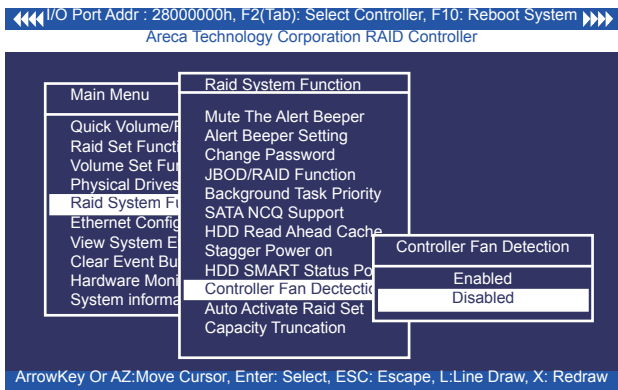 I/O Port Addr : 28000000h, F2(Tab): Select Controller, F10: Reboot System
Areca Technology Corporation RAID Controller
Main Menu
Quick Volume/
Raid Set Functi
Volume Set Fu
Physical Drives
Raid System F
Ethernet Config
View System E
Clear Event Bu
Hardware Moni
System informa
Raid System Function
Mute The Alert Beeper
Alert Beeper Setting
Change Password
JBOD/RAID Function
Background Task Priority
SATA NCQ Support
HDD Read Ahead Cache
Stagger Power on
HDD SMART Status Po
Controller Fan Dectectio
Auto Activate Raid Set
Capacity Truncation
Controller Fan Detection
Enabled
Disabled
ArrowKey Or AZ:Move Cursor, Enter: Select, ESC: Escape, L:Line Draw, X: Redraw